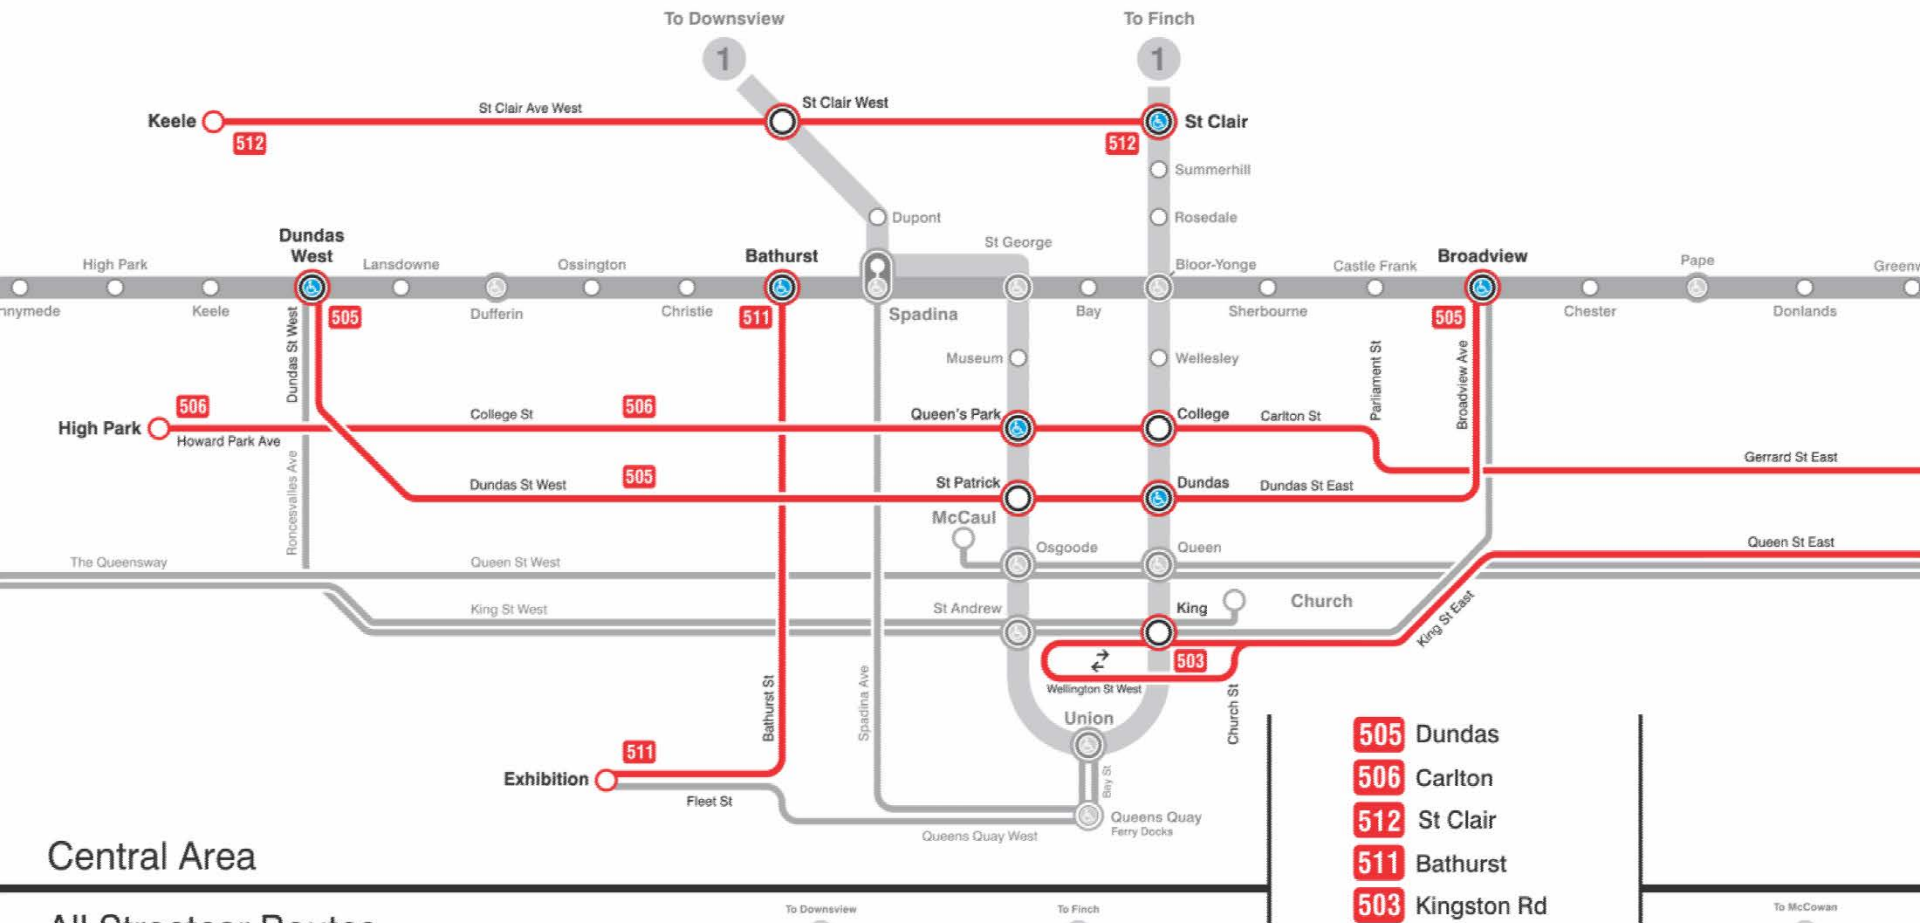 To Downsview
To Finch
1
1
Keele
St Clair Ave West
St Clair West
St Clair
512
512
Summerhill
Dupont
Rosedale
Dundas
West
St George
High Park
Lansdowne
Ossington
Bathurst
Bloor-Yonge
Castle Frank
Broadview
Pape
nnymede
Keele
505
Dufferin
Christie
511
Spadina
Bay
Sherbourne
505
Chester
Donlands
Dundas St West
Museum
Wellesley
Parliament St
Broadview Ave
506
506
High Park
Howard Park Ave
College St
Queen's Park
College
Carlton St
Gerrard St East
Roncesvalles Ave
505
Dundas St West
St Patrick
Dundas
Dundas St East
McCaul
Osgoode
Queen
The Queensway
Queen St West
Queen St East
King St West
St Andrew
King
Church
King St East
503
Wellington St West
Church St
Bathurst St
Spadina Ave
Union
511
Exhibition
Fleet St
Bay St
Queens Quay
Ferry Docks
Queens Quay West
505 Dundas
506 Carlton
512 St Clair
511 Bathurst
503 Kingston Rd
Central Area
All Streetcar Routes
To Downsview
To Finch
To McCowan